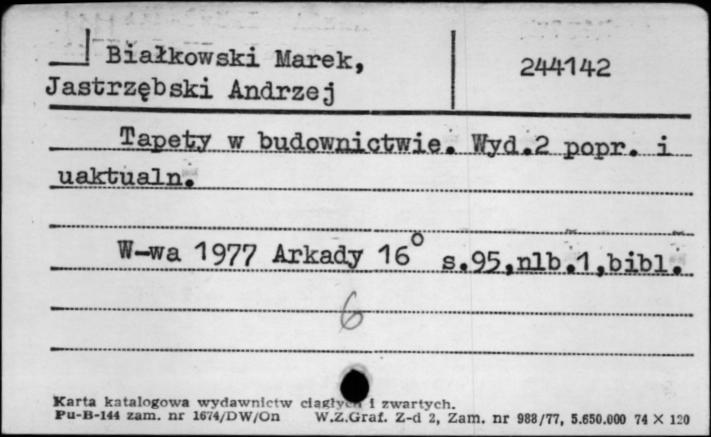 Białkowski Marek,
244142
Jastrzębski Andrzej
Tapety w budownictwie. Wyd.2 popr. i
uaktualn.
W-wa 1977 Arkady 16° s.95,nlb.1,bibl.
6
Karta katalogowa wydawnictw ciągłych i zwartych.
Pu-B-144 zam. nr 1674/DW/On W.Z.Graf. Z-d 2, Zam. nr 988/77, 5.650.000 74 X 120